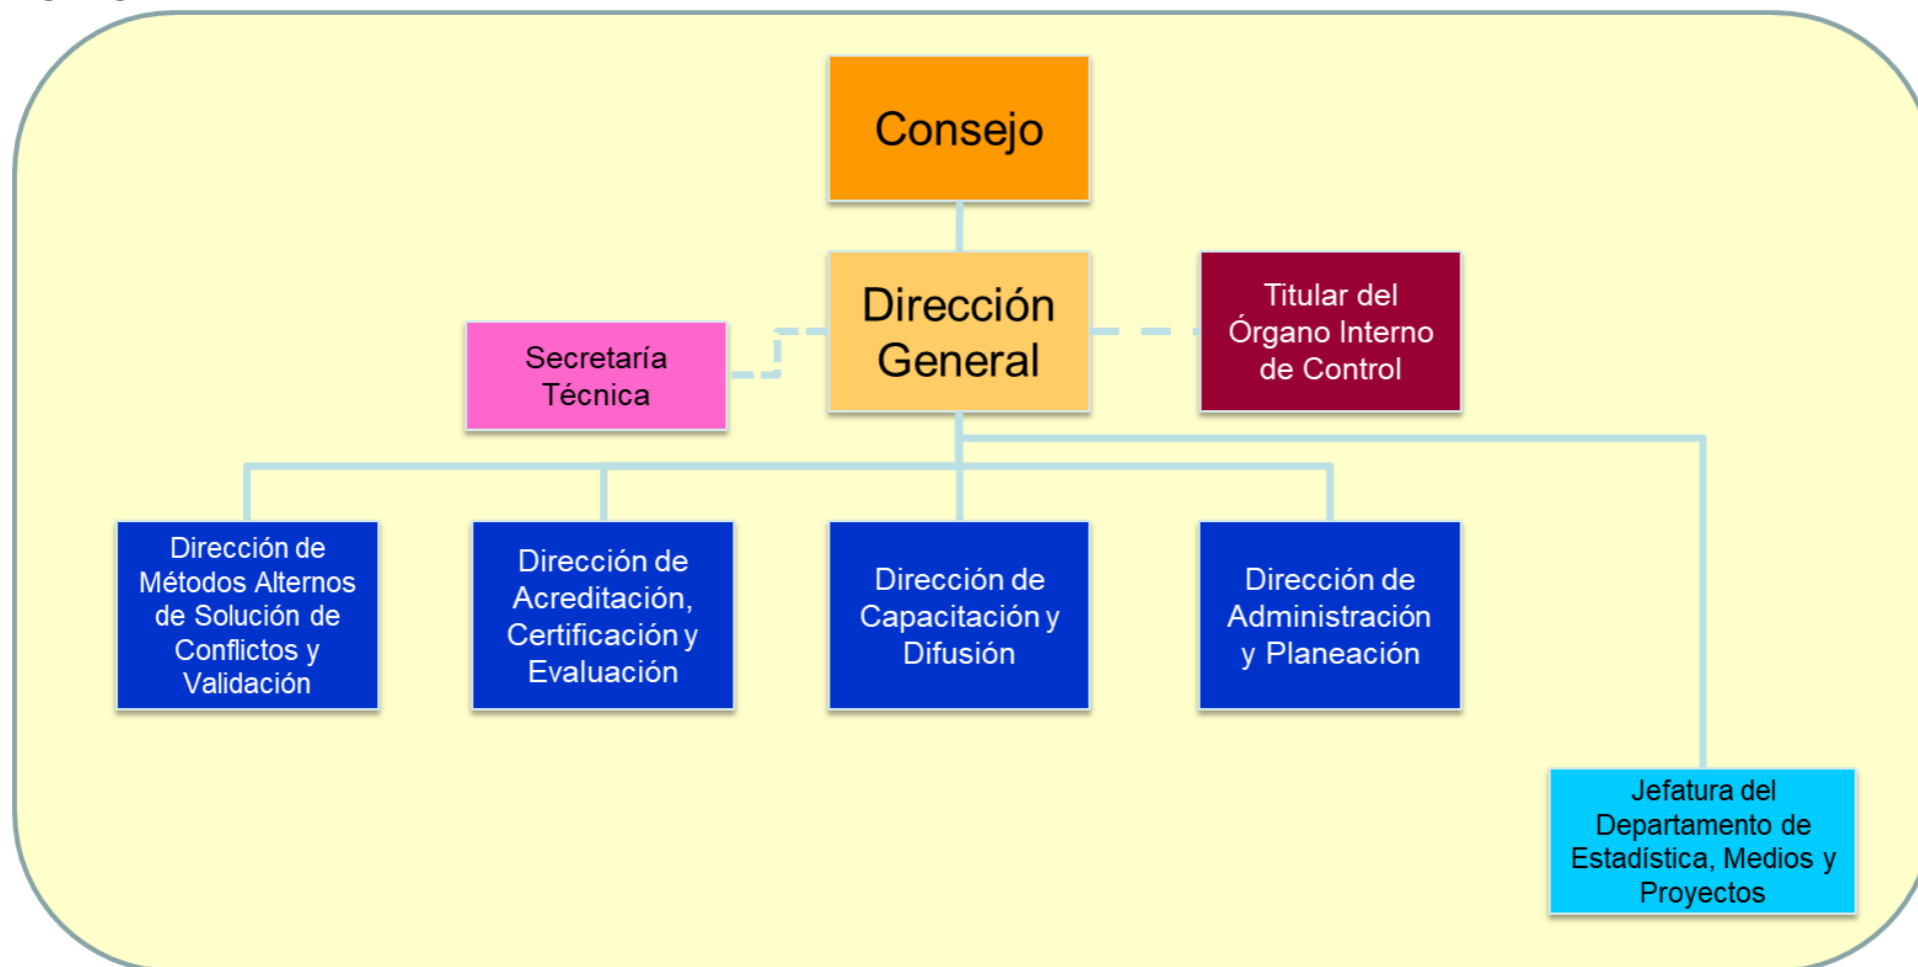 Consejo
Dirección
General
Titular del
Órgano Interno
de Control
Secretaría
Técnica
Dirección de
Métodos Alternos
de Solución de
Conflictos y
Validación
Dirección de
Acreditación,
Certificación y
Evaluación
Dirección de
Capacitación y
Difusión
Dirección de
Administración
y Planeación
Jefatura del
Departamento de
Estadística, Medios y
Proyectos